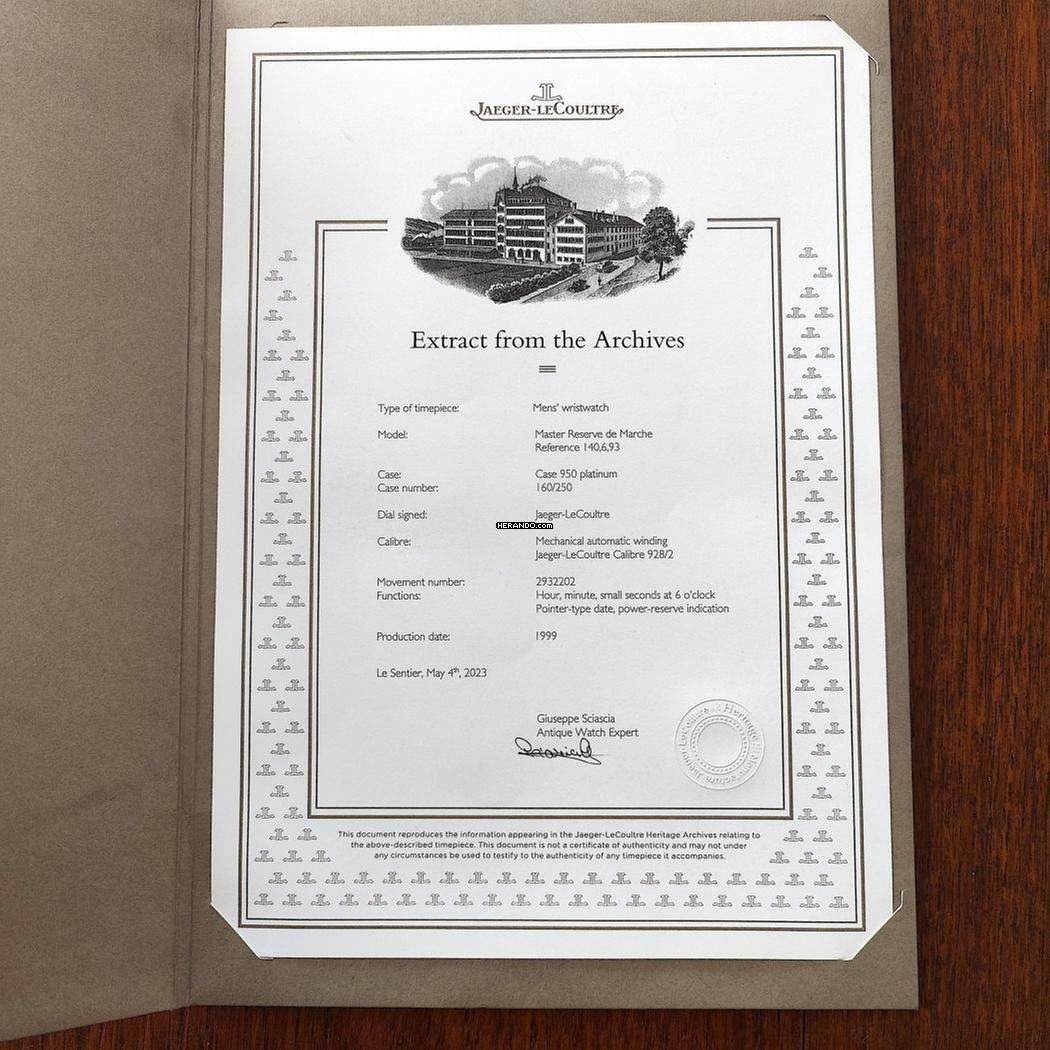 JAEGER-LECOULTRE
Extract from the Archives
Type of timepiece: Mens' wristwatch
Model: Master Reserve de Marche
Reference 140,6,93
Case: Case 950 platinum
Case number: 160/250
Dial signed: Jaeger-LeCoultre
HERANDO.com
Calibre: Mechanical automatic winding
Jaeger-LeCoultre Calibre 928/2
Movement number: 2932202
Functions: Hour, minute, small seconds at 6 o'clock
Pointer-type date, power-reserve indication
Production date: 1999
Le Sentier, May 4th, 2023
Giuseppe Sciascia
Antique Watch Expert
Jaeger-LeCoultre Heritage Manufacture
This document reproduces the information appearing in the Jaeger-LeCoultre Heritage Archives relating to
the above-described timepiece. This document is not a certificate of authenticity and may not under
any circumstances be used to testify to the authenticity of any timepiece it accompanies.